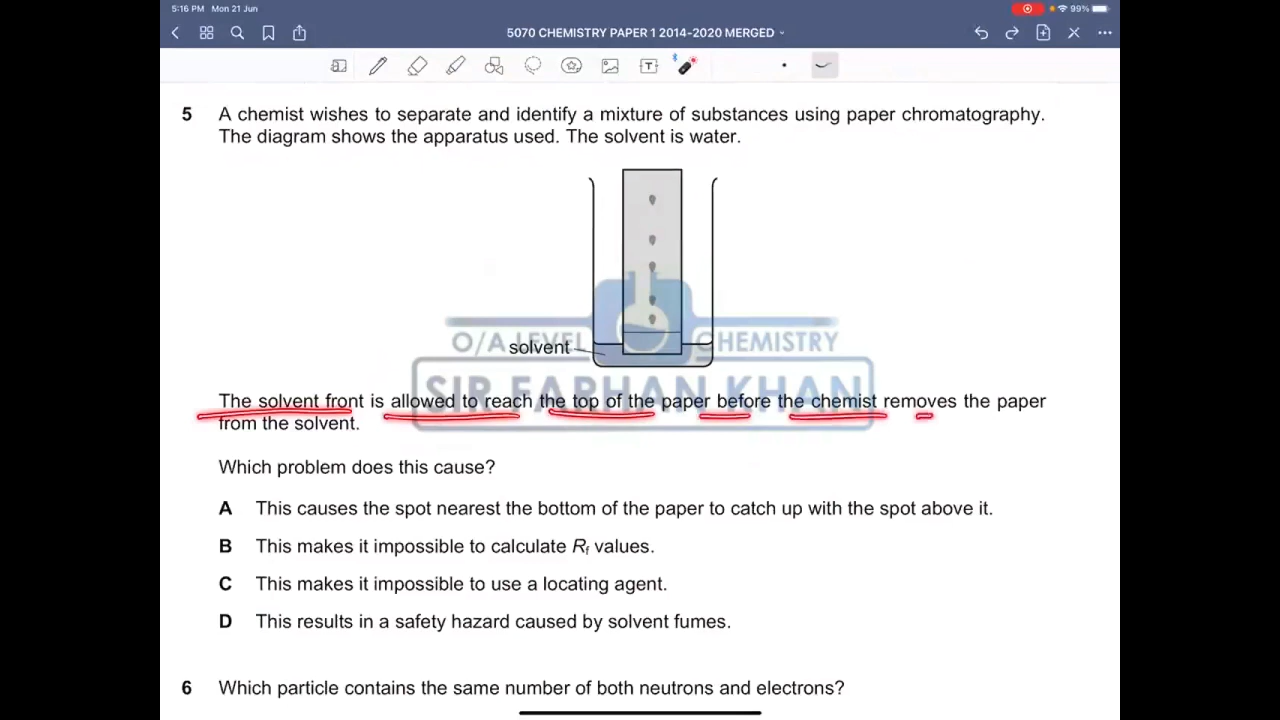 5:16 PM Mon 21 Jun
99%
5070 CHEMISTRY PAPER 1 2014-2020 MERGED
5 A chemist wishes to separate and identify a mixture of substances using paper chromatography.
The diagram shows the apparatus used. The solvent is water.
O/A LEVEL CHEMISTRY
solvent
SIR FARHAN KHAN
The solvent front is allowed to reach the top of the paper before the chemist removes the paper
from the solvent.
Which problem does this cause?
A This causes the spot nearest the bottom of the paper to catch up with the spot above it.
B This makes it impossible to calculate Rf values.
C This makes it impossible to use a locating agent.
D This results in a safety hazard caused by solvent fumes.
6 Which particle contains the same number of both neutrons and electrons?